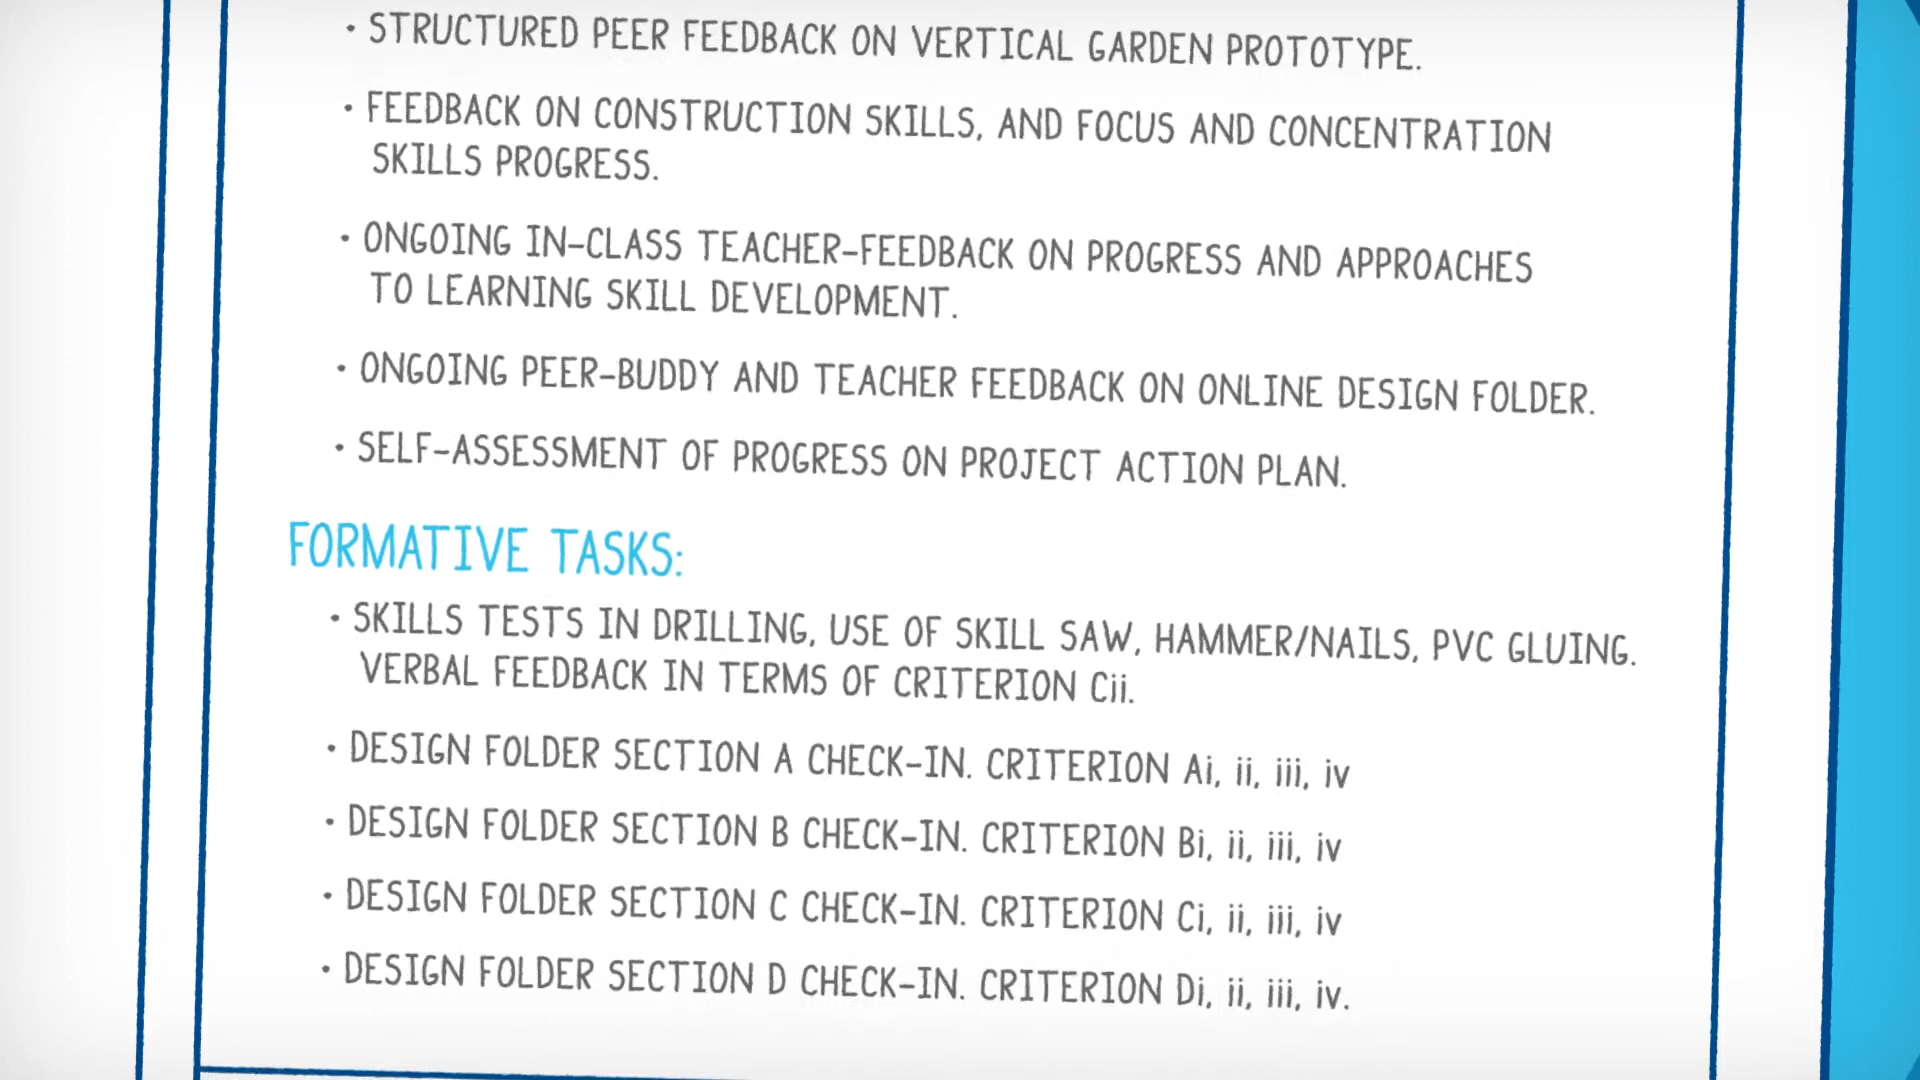 • STRUCTURED PEER FEEDBACK ON VERTICAL GARDEN PROTOTYPE.
• FEEDBACK ON CONSTRUCTION SKILLS, AND FOCUS AND CONCENTRATION
SKILLS PROGRESS.
• ONGOING IN-CLASS TEACHER-FEEDBACK ON PROGRESS AND APPROACHES
TO LEARNING SKILL DEVELOPMENT.
• ONGOING PEER-BUDDY AND TEACHER FEEDBACK ON ONLINE DESIGN FOLDER.
• SELF-ASSESSMENT OF PROGRESS ON PROJECT ACTION PLAN.
FORMATIVE TASKS:
• SKILLS TESTS IN DRILLING, USE OF SKILL SAW, HAMMER/NAILS, PVC GLUING.
VERBAL FEEDBACK IN TERMS OF CRITERION Cii.
• DESIGN FOLDER SECTION A CHECK-IN. CRITERION Ai, ii, iii, iv
• DESIGN FOLDER SECTION B CHECK-IN. CRITERION Bi, ii, iii, iv
• DESIGN FOLDER SECTION C CHECK-IN. CRITERION Ci, ii, iii, iv
• DESIGN FOLDER SECTION D CHECK-IN. CRITERION Di, ii, iii, iv.